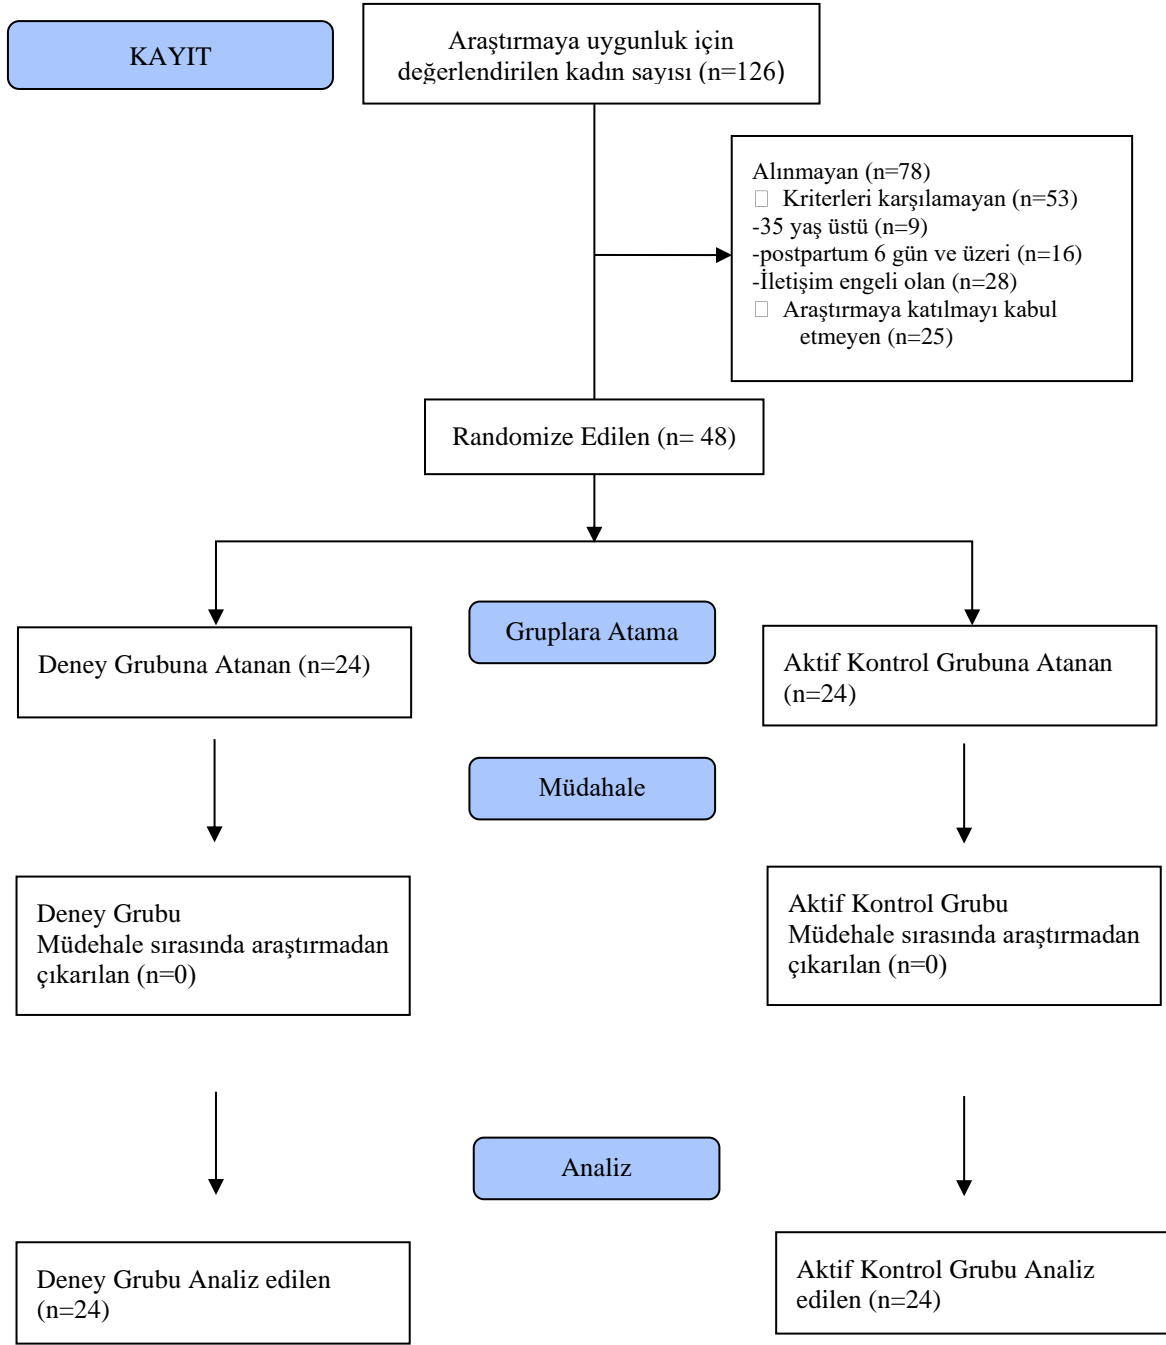 KAYIT
Araştırmaya uygunluk için
değerlendirilen kadın sayısı (n=126)
Alınmayan (n=78)
□ Kriterleri karşılamayan (n=53)
-35 yaş üstü (n=9)
-postpartum 6 gün ve üzeri (n=16)
-İletişim engeli olan (n=28)
□ Araştırmaya katılmayı kabul
etmeyen (n=25)
Randomize Edilen (n= 48)
Gruplara Atama
Deney Grubuna Atanan (n=24)
Aktif Kontrol Grubuna Atanan
(n=24)
Müdahale
Deney Grubu
Müdehale sırasında araştırmadan
çıkarılan (n=0)
Aktif Kontrol Grubu
Müdehale sırasında araştırmadan
çıkarılan (n=0)
Analiz
Deney Grubu Analiz edilen
(n=24)
Aktif Kontrol Grubu Analiz
edilen (n=24)